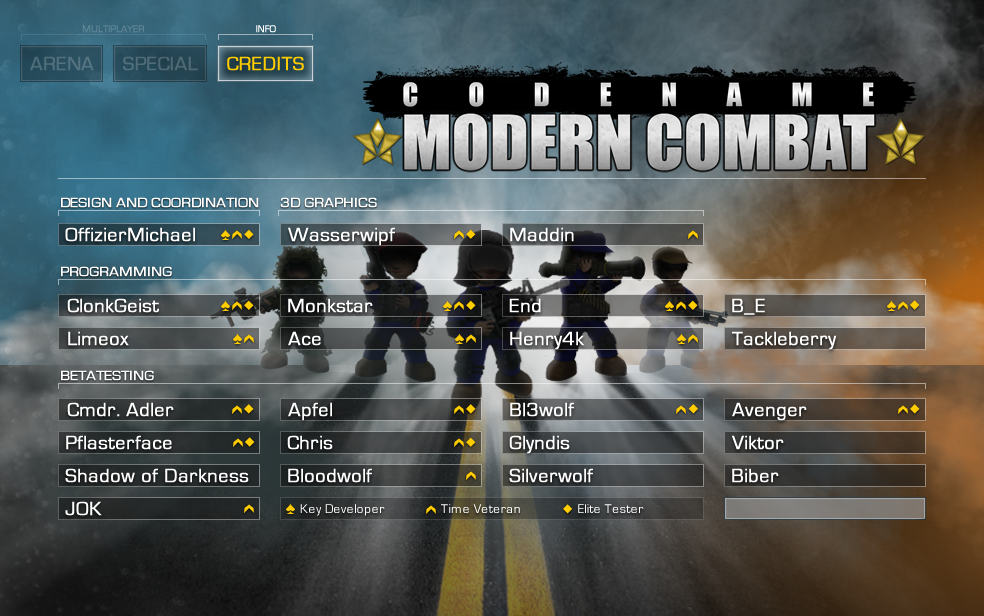 MULTIPLAYER INFO
ARENA SPECIAL CREDITS
CODENAME
MODERN COMBAT
DESIGN AND COORDINATION 3D GRAPHICS
OffizierMichael Wasserwipf Maddin
PROGRAMMING
ClonkGeist Monkstar End B_E
Limeox Ace Henry4k Tackleberry
BETATESTING
Cmdr. Adler Apfel Bl3wolf Avenger
Pflasterface Chris Glyndis Viktor
Shadow of Darkness Bloodwolf Silverwolf Biber
JOK Key Developer Time Veteran Elite Tester